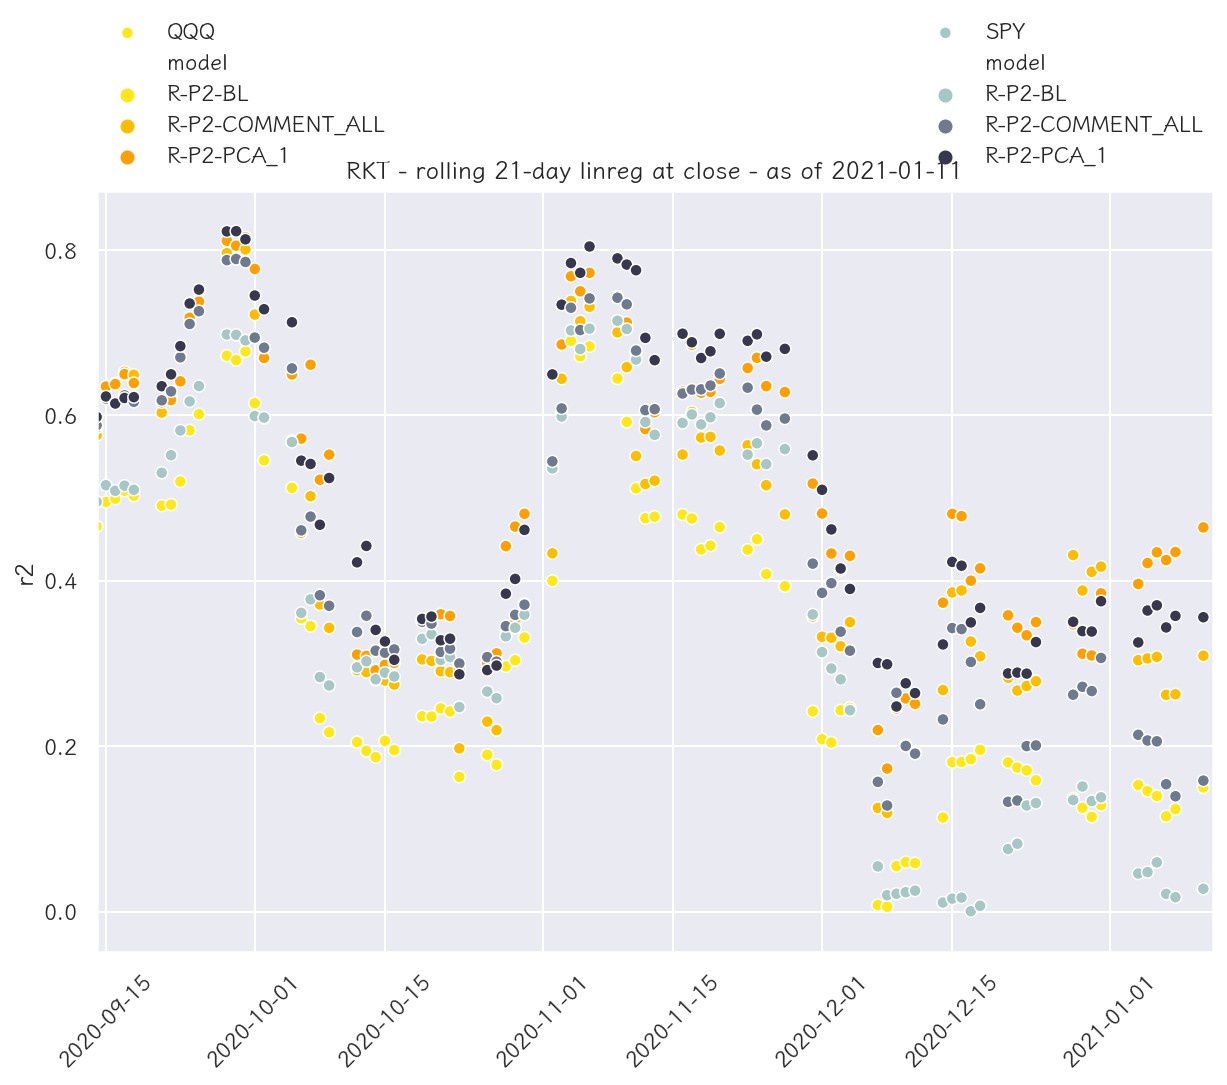 QQQ
model
R-P2-BL
R-P2-COMMENT_ALL
R-P2-PCA_1
SPY
model
R-P2-BL
R-P2-COMMENT_ALL
R-P2-PCA_1
RKT - rolling 21-day linreg at close - as of 2021-01-11
r2
0.8
0.6
0.4
0.2
0.0
2020-09-15
2020-10-01
2020-10-15
2020-11-01
2020-11-15
2020-12-01
2020-12-15
2021-01-01